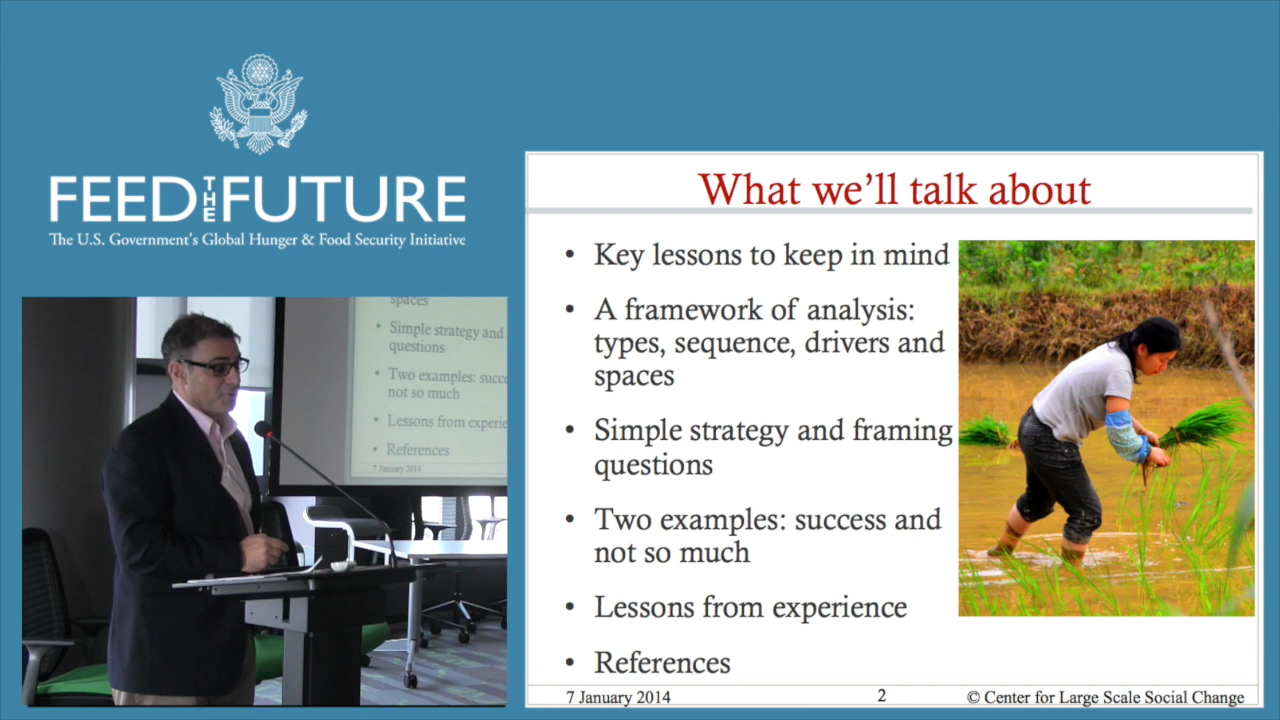 FEED THE FUTURE
The U.S. Government's Global Hunger & Food Security Initiative
spaces
• Simple strategy and
questions
• Two examples: succe
not so much
• Lessons from experie
• References
7 January 2014
What we'll talk about
• Key lessons to keep in mind
• A framework of analysis:
types, sequence, drivers and
spaces
• Simple strategy and framing
questions
• Two examples: success and
not so much
• Lessons from experience
• References
7 January 2014
2
© Center for Large Scale Social Change